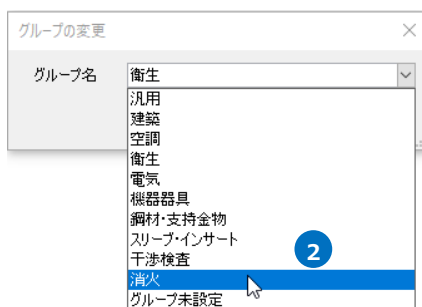 グループの変更
グループ名 衛生
汎用
建築
空調
衛生
電気
機器器具
鋼材・支持金物
スリーブ・インサート
干渉検査
2
消火
グループ未設定